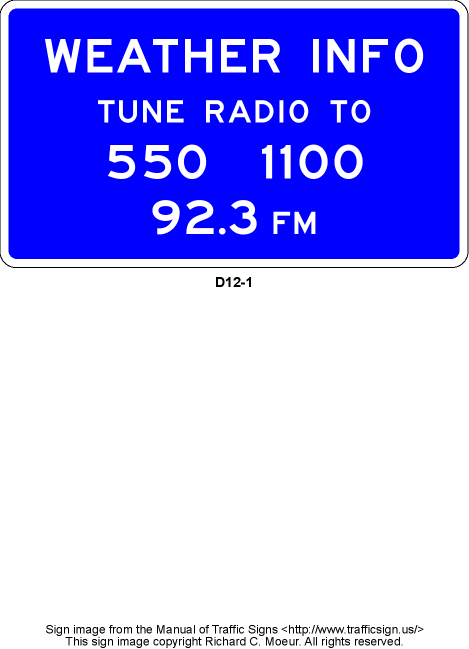 WEATHER INFO
TUNE RADIO TO
550 1100
92.3 FM
D12-1
Sign image from the Manual of Traffic Signs <http://www.trafficsign.us/>
This sign image copyright Richard C. Moeur. All rights reserved.